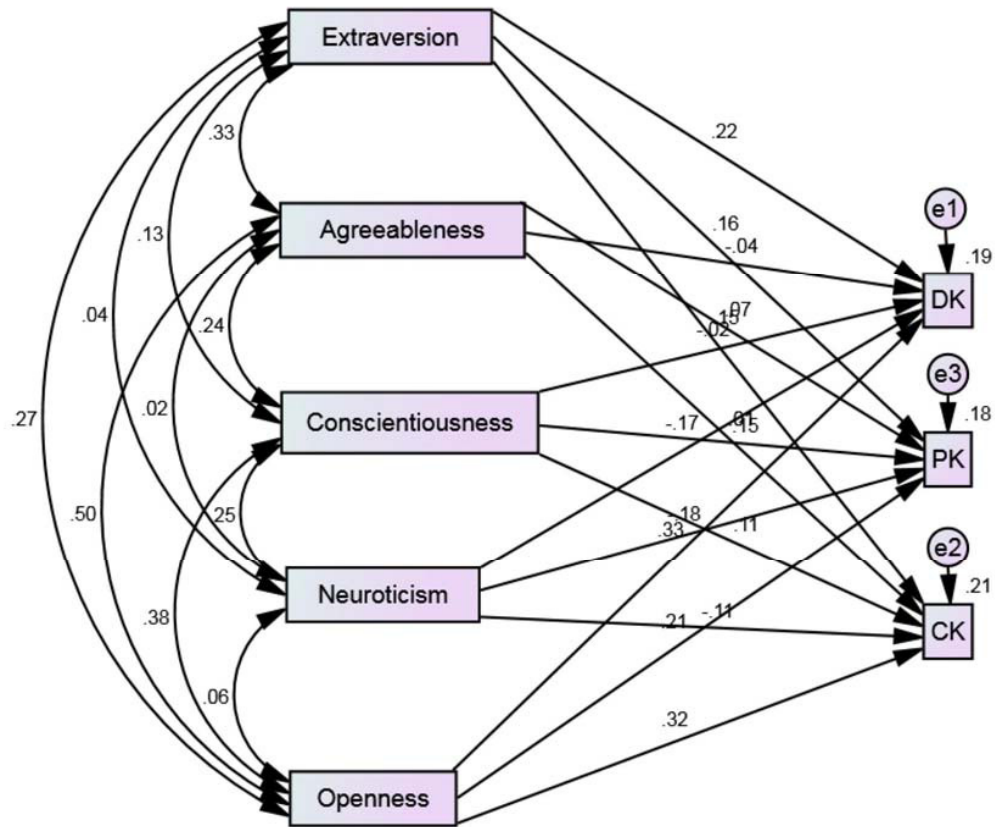 Extraversion
.22
.33
Agreeableness
.16
-.04
e1
.19
DK
.13
.04
.24
.07
.15
-.02
e3
.18
PK
.27
.02
Conscientiousness
-.17
.15
.50
.25
-.18
.33
.11
e2
.21
CK
Neuroticism
.38
.21
-.11
.06
.32
Openness